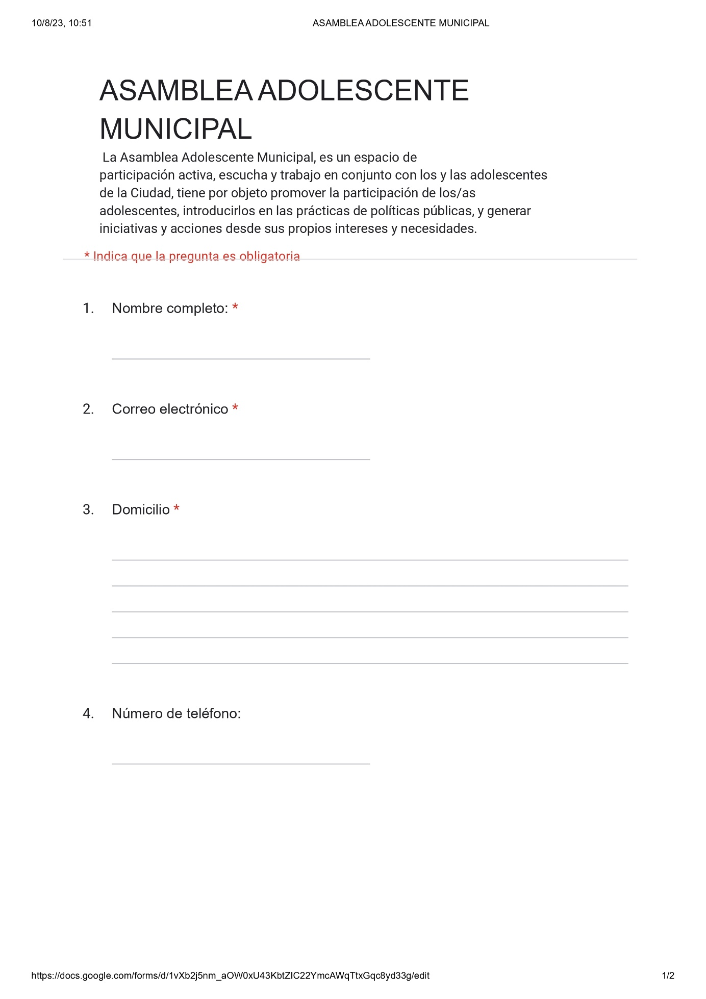 10/8/23, 10:51 ASAMBLEA ADOLESCENTE MUNICIPAL
ASAMBLEA ADOLESCENTE
MUNICIPAL
La Asamblea Adolescente Municipal, es un espacio de
participación activa, escucha y trabajo en conjunto con los y las adolescentes
de la Ciudad, tiene por objeto promover la participación de los/as
adolescentes, introducirlos en las prácticas de políticas públicas, y generar
iniciativas y acciones desde sus propios intereses y necesidades.
* Indica que la pregunta es obligatoria
1. Nombre completo: *
2. Correo electrónico *
3. Domicilio *
4. Número de teléfono:
https://docs.google.com/forms/d/1vXb2j5nm_aOW0xU43KbtZIC22YmcAWqTtxGqc8yd33g/edit 1/2